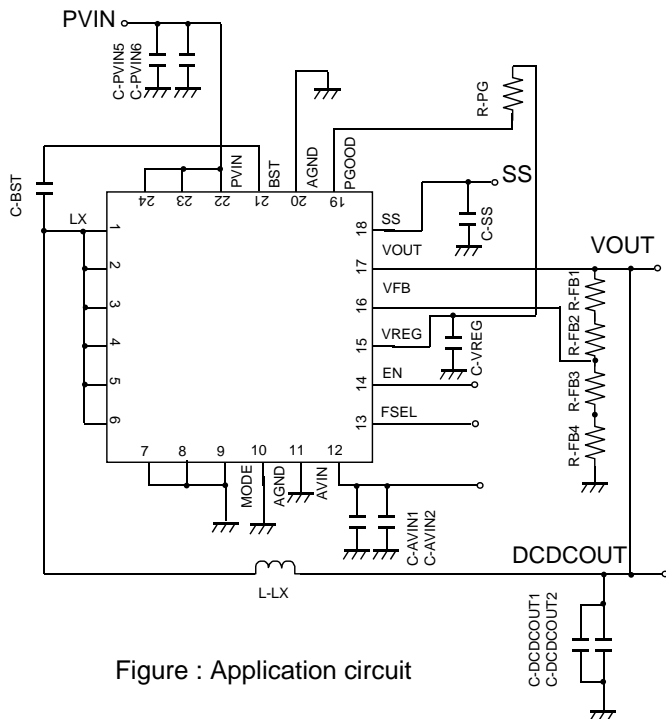 PVIN
C-PVIN5
C-PVIN6
R-PG
C-BST
PVIN
BST
AGND
PGOOD
24
23
22
21
20
19
LX
1
2
3
4
5
6
SS
18
SS
C-SS
VOUT
17
VOUT
VFB
16
R-FB1
R-FB2
VREG
15
C-VREG
EN
14
R-FB3
FSEL
13
R-FB4
7
8
9
10
11
12
MODE
AGND
AVIN
C-AVIN1
C-AVIN2
L-LX
DCDCOUT
C-DCDCOUT1
C-DCDCOUT2
Figure : Application circuit